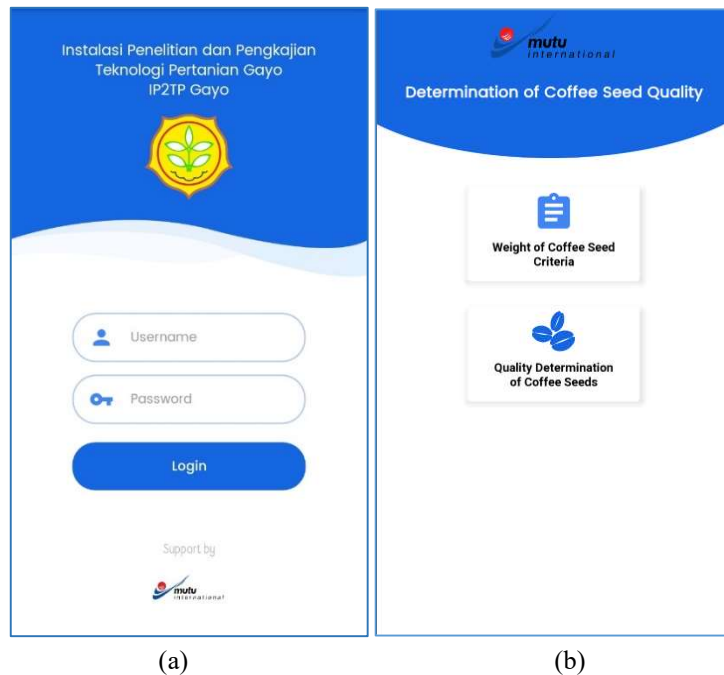 Instalasi Penelitian dan Pengkajian
Teknologi Pertanian Gayo
IP2TP Gayo
Username
Password
Login
Support by
mutu
international
(a)
mutu
international
Determination of Coffee Seed Quality
Weight of Coffee Seed
Criteria
Quality Determination
of Coffee Seeds
(b)